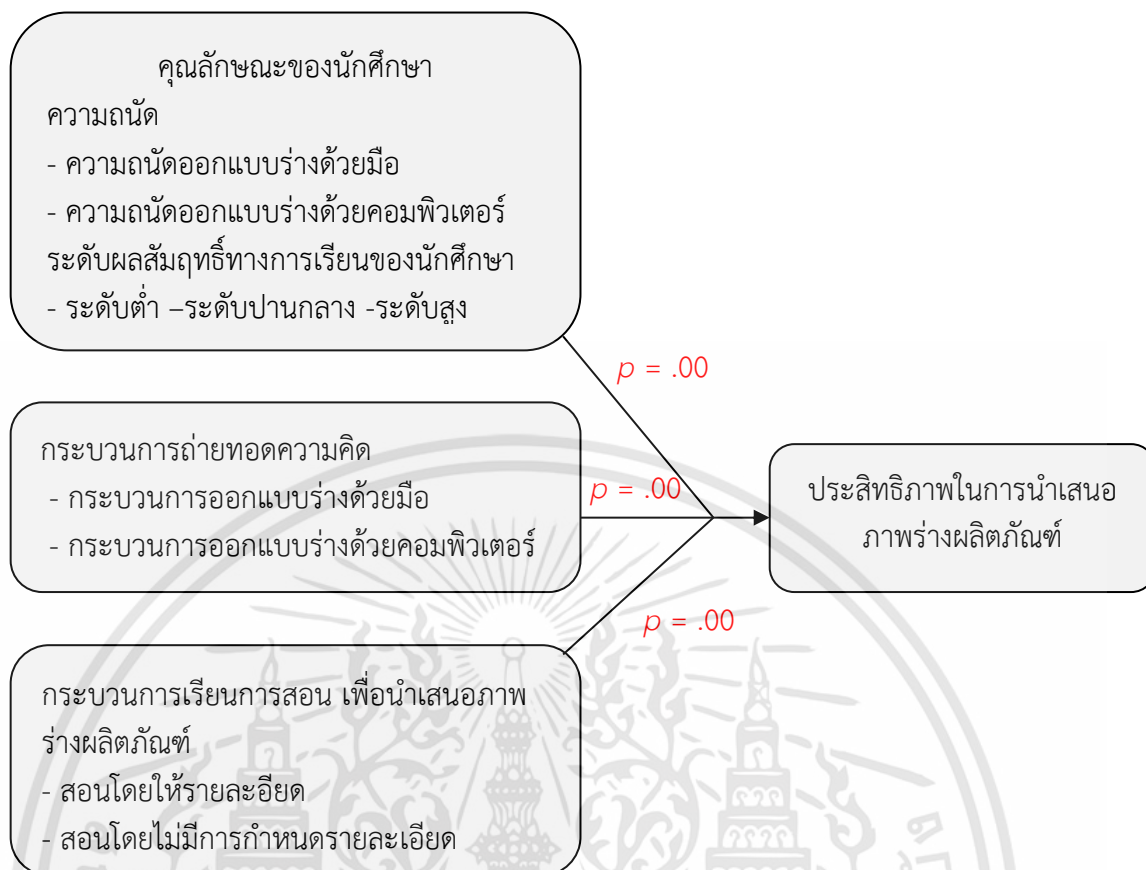 คุณลักษณะของนักศึกษา
ความถนัด
- ความถนัดออกแบบร่างด้วยมือ
- ความถนัดออกแบบร่างด้วยคอมพิวเตอร์
ระดับผลสัมฤทธิ์ทางการเรียนของนักศึกษา
- ระดับต่ำ –ระดับปานกลาง -ระดับสูง
p = .00
กระบวนการถ่ายทอดความคิด
- กระบวนการออกแบบร่างด้วยมือ
- กระบวนการออกแบบร่างด้วยคอมพิวเตอร์
p = .00
ประสิทธิภาพในการนำเสนอ
ภาพร่างผลิตภัณฑ์
p = .00
กระบวนการเรียนการสอน เพื่อนำเสนอภาพ
ร่างผลิตภัณฑ์
- สอนโดยให้รายละอียด
- สอนโดยไม่มีการกำหนดรายละเอียด